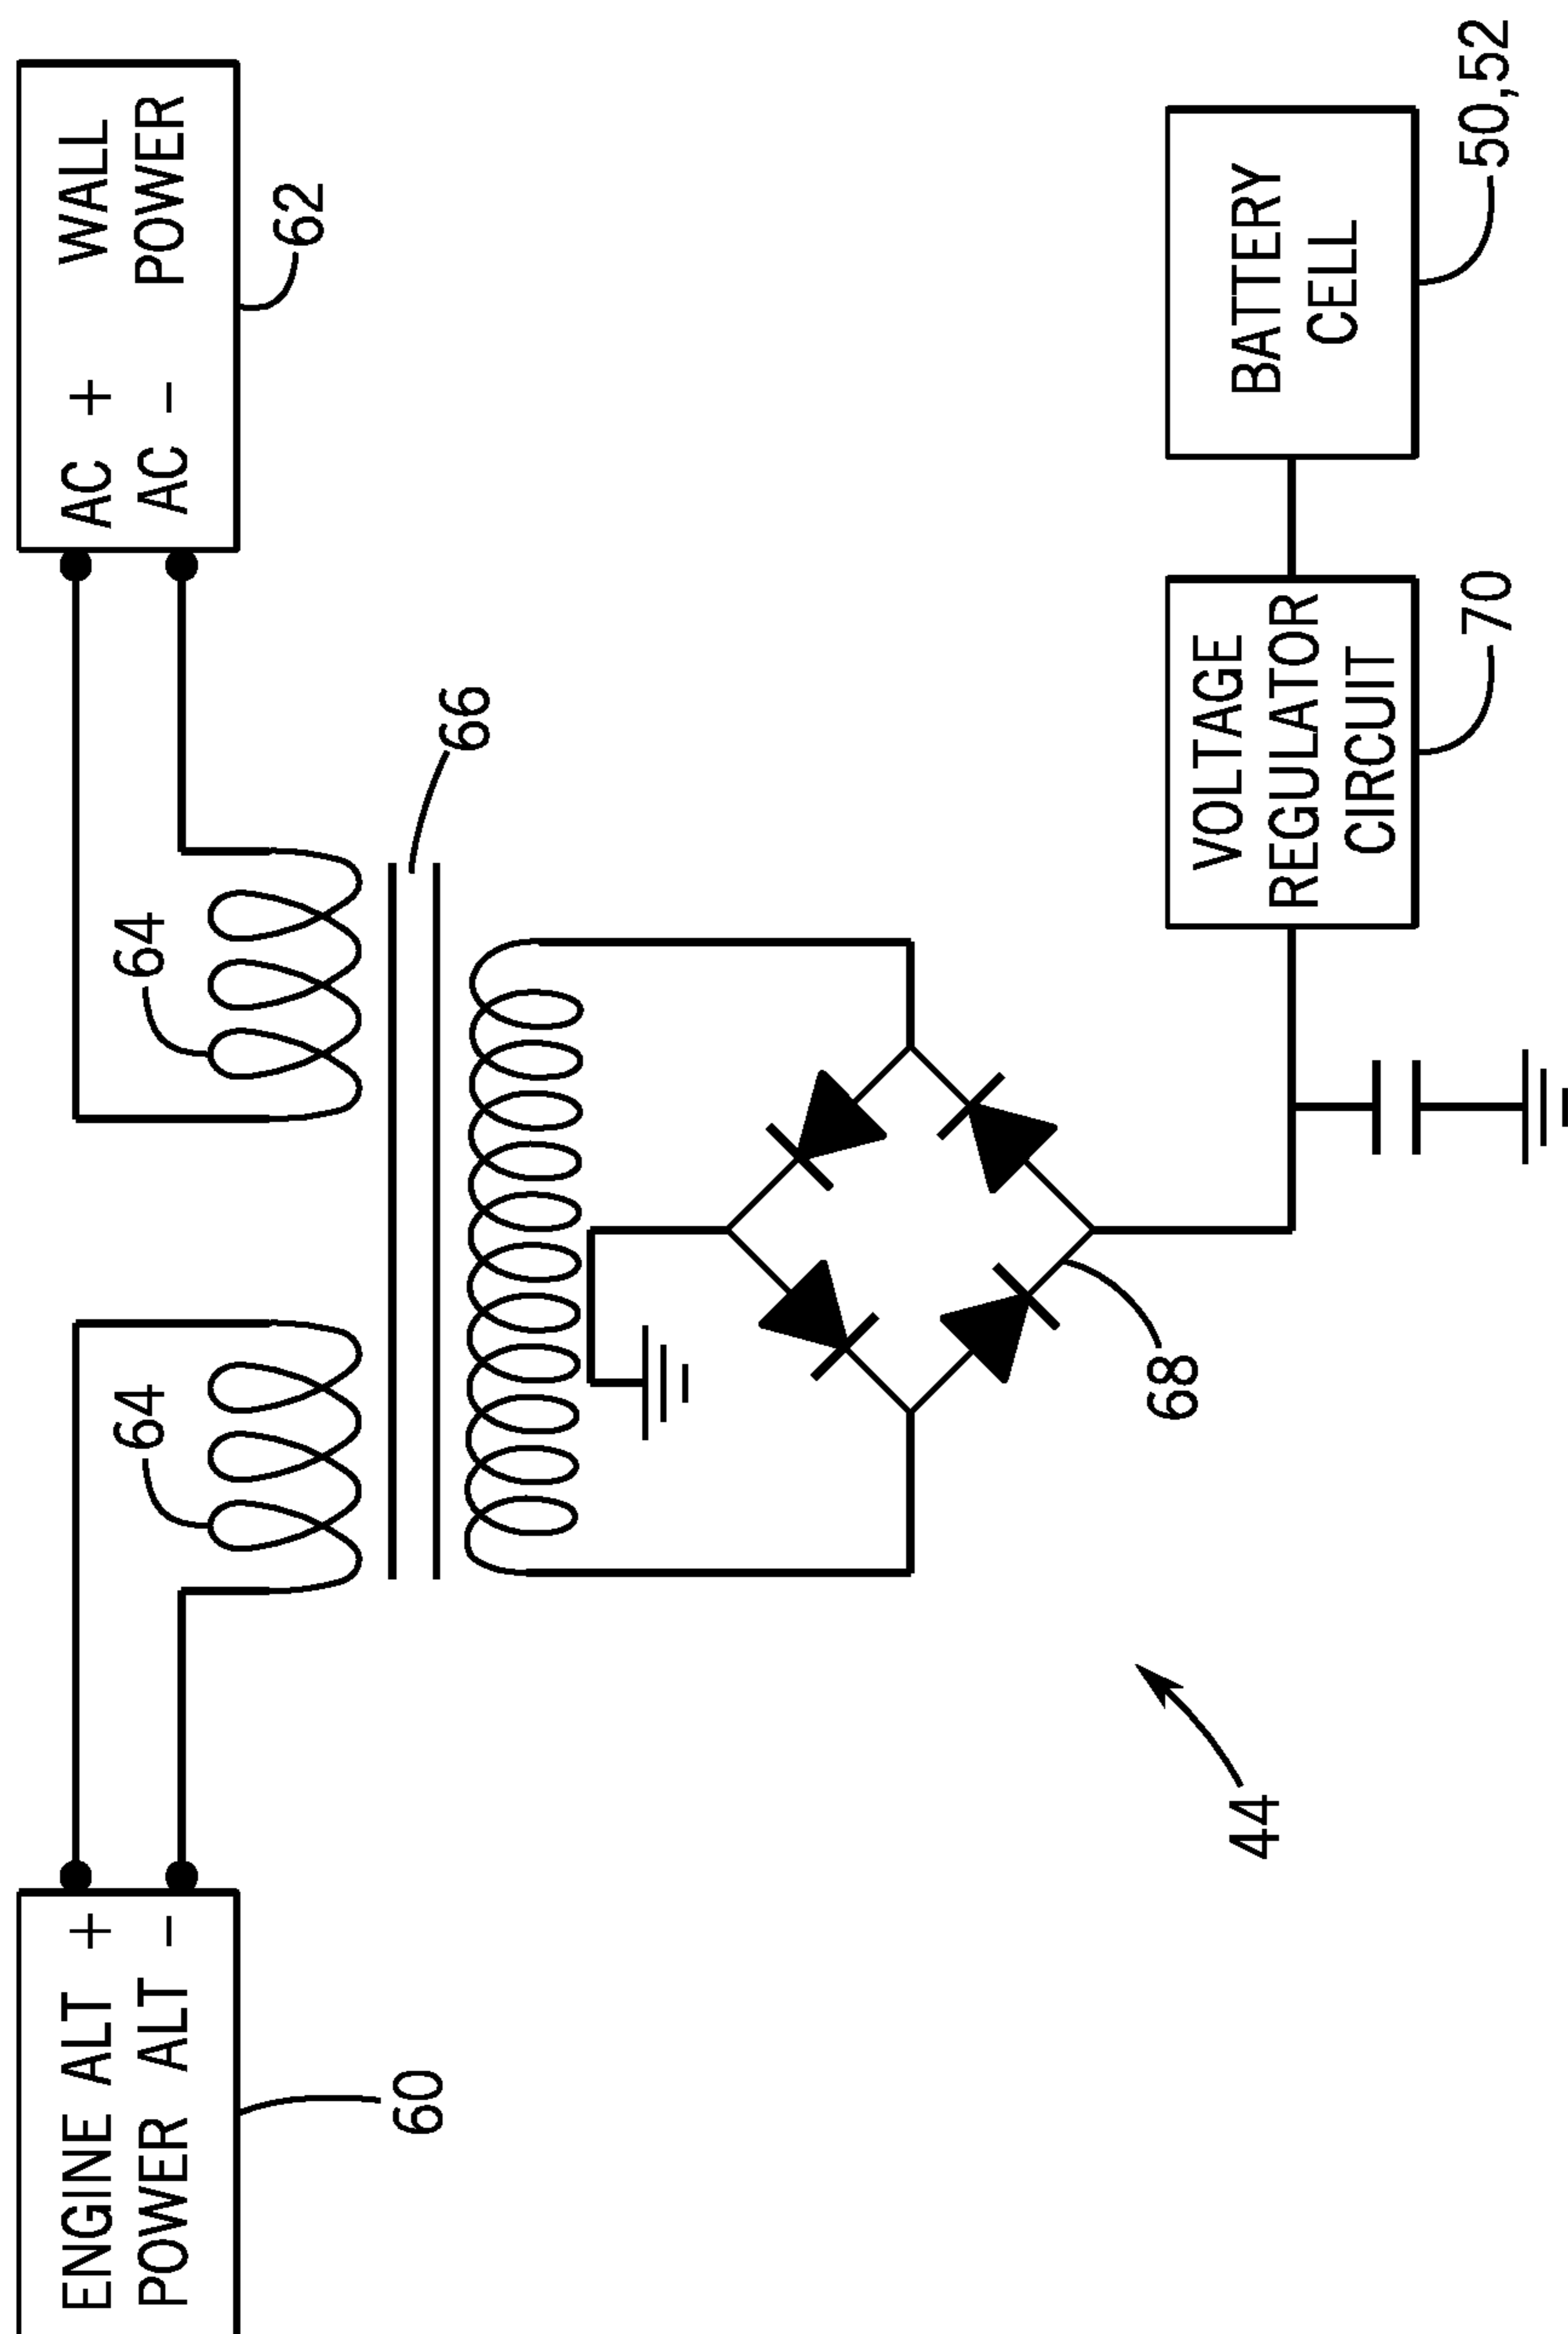 ENGINE ALT +
POWER ALT -
60
64
64
AC + WALL
AC - POWER
62
66
68
44
VOLTAGE
REGULATOR
CIRCUIT
70
BATTERY
CELL
50,52